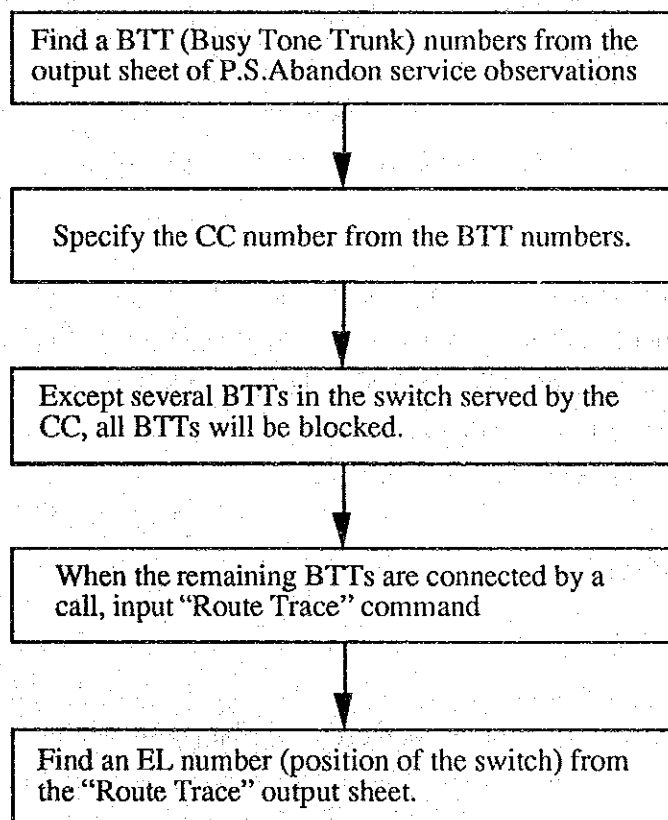 Find a BTT (Busy Tone Trunk) numbers from the
output sheet of P.S.Abandon service observations
Specify the CC number from the BTT numbers.
Except several BTTs in the switch served by the
CC, all BTTs will be blocked.
When the remaining BTTs are connected by a
call, input “Route Trace” command
Find an EL number (position of the switch) from
the “Route Trace” output sheet.